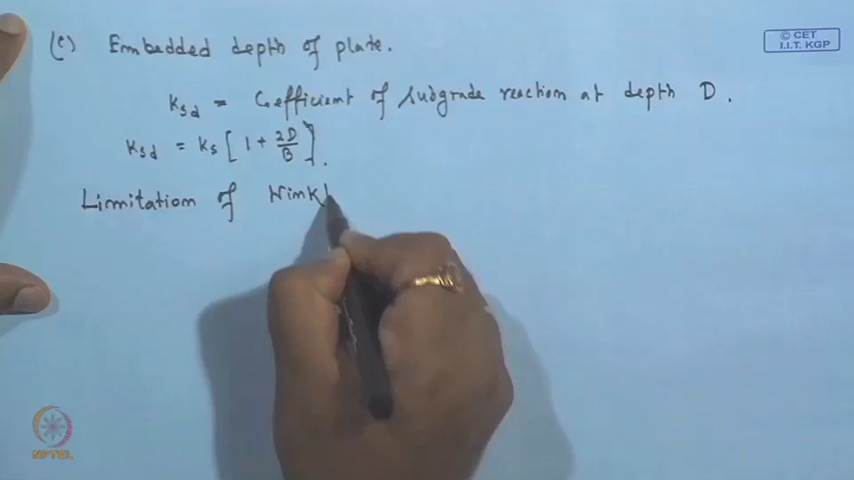 © CET
I.I.T. KGP
(c) Embedded depth of plate.
Ksd = Coefficient of subgrade reaction at depth D.
Ksd = Ks [1 + 2D/B].
Limitation of Winkl
NPTEL